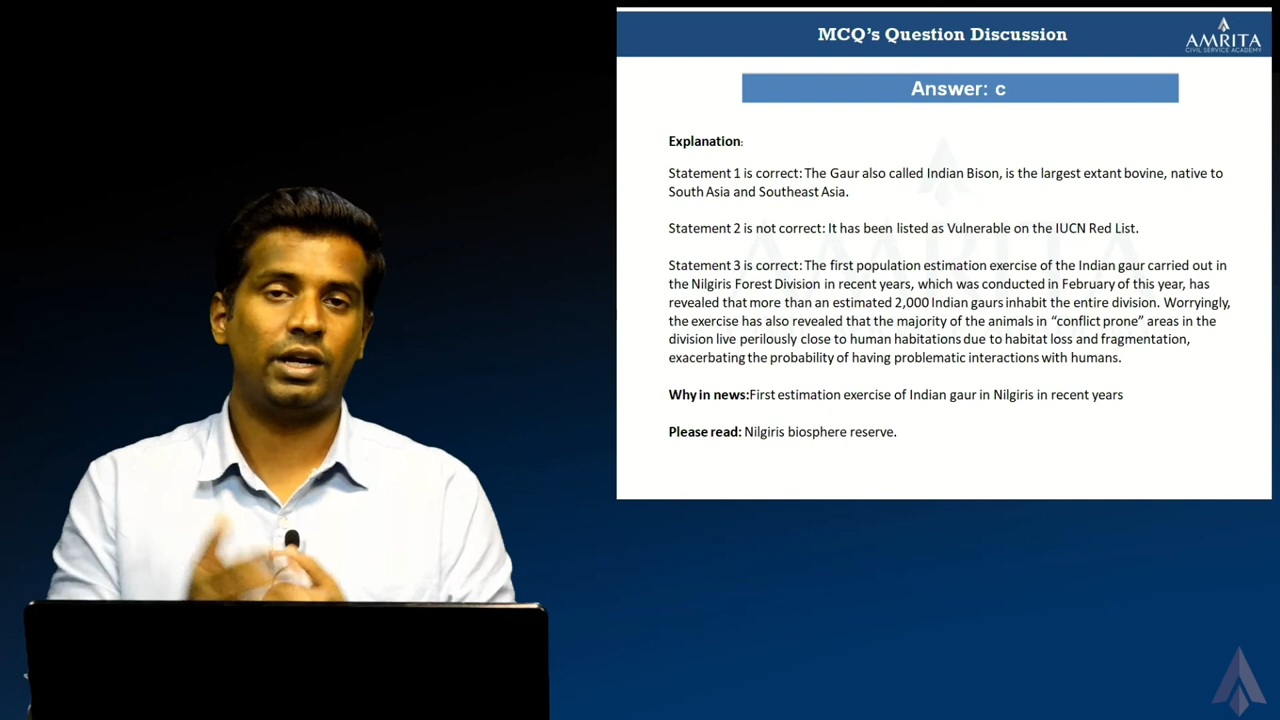 MCQ's Question Discussion
AMRITA
CIVIL SERVICE ACADEMY
Answer: c
Explanation:
Statement 1 is correct: The Gaur also called Indian Bison, is the largest extant bovine, native to
South Asia and Southeast Asia.
Statement 2 is not correct: It has been listed as Vulnerable on the IUCN Red List.
Statement 3 is correct: The first population estimation exercise of the Indian gaur carried out in
the Nilgiris Forest Division in recent years, which was conducted in February of this year, has
revealed that more than an estimated 2,000 Indian gaurs inhabit the entire division. Worryingly,
the exercise has also revealed that the majority of the animals in “conflict prone” areas in the
division live perilously close to human habitations due to habitat loss and fragmentation,
exacerbating the probability of having problematic interactions with humans.
Why in news:First estimation exercise of Indian gaur in Nilgiris in recent years
Please read: Nilgiris biosphere reserve.
AMRITA